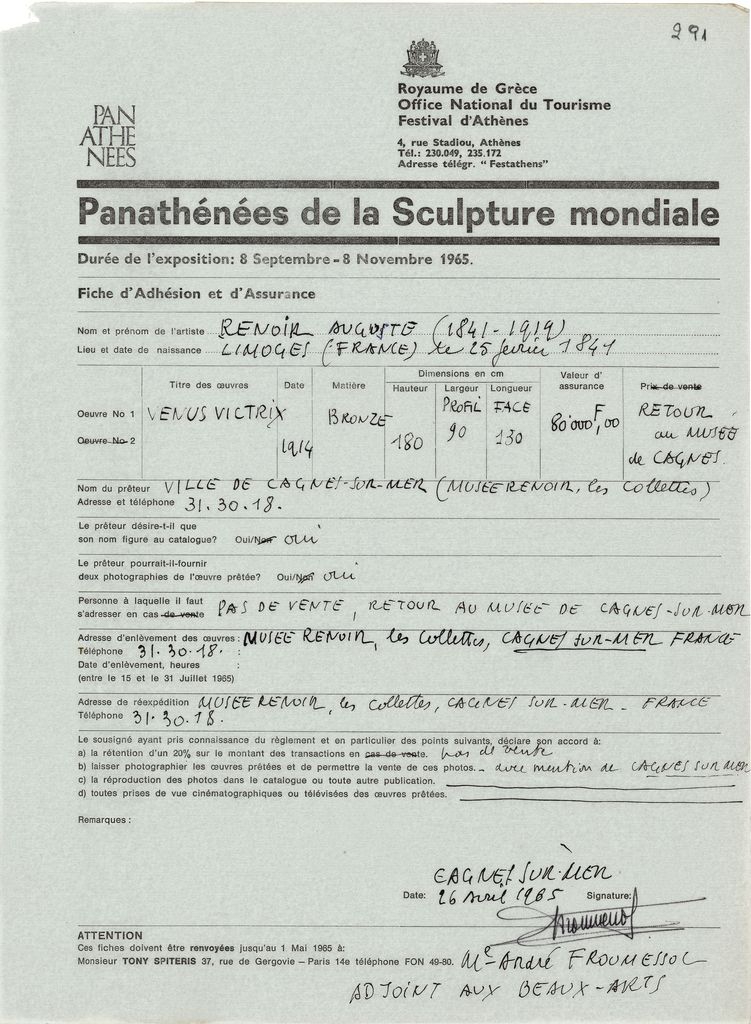 291
PAN
ATHE
NEES
Royaume de Grèce
Office National du Tourisme
Festival d'Athènes
4, rue Stadiou, Athènes
Tél.: 230.049, 235.172
Adresse télégr. " Festathens"
Panathénées de la Sculpture mondiale
Durée de l'exposition: 8 Septembre - 8 Novembre 1965.
Fiche d'Adhésion et d'Assurance
Nom et prénom de l'artiste RENOIR AUGUSTE (1841-1919)
Lieu et date de naissance LIMOGES (FRANCE) le 25 février 1841
Titre des œuvres Date Matière Dimensions en cm Hauteur Largeur Longueur Valeur d'assurance Prix de vente
Oeuvre No 1 VENUS VICTRIX 1914 BRONZE 180 PROFIL 90 FACE 130 80'000F,00 RETOUR au MUSÉE de CAGNES.
Oeuvre No 2
Nom du prêteur VILLE DE CAGNES-SUR-MER (MUSEE RENOIR, les Collettes)
Adresse et téléphone 31.30.18.
Le prêteur désire-t-il que
son nom figure au catalogue? Oui/Non oui
Le prêteur pourrait-il-fournir
deux photographies de l'œuvre prêtée? Oui/Non oui
Personne à laquelle il faut
s'adresser en cas de vente PAS DE VENTE, RETOUR AU MUSEE DE CAGNES-SUR-MER
Adresse d'enlèvement des œuvres : MUSEE RENOIR, les Collettes, CAGNES SUR-MER FRANCE
Téléphone 31.30.18. :
Date d'enlèvement, heures :
(entre le 15 et le 31 Juillet 1965)
Adresse de réexpédition MUSEE RENOIR, les Collettes, CAGNES SUR-MER - FRANCE
Téléphone 31.30.18.
Le sousigné ayant pris connaissance du règlement et en particulier des points suivants, déclare son accord à:
a) la rétention d'un 20% sur le montant des transactions en cas de vente. pas de vente
b) laisser photographier les œuvres prêtées et de permettre la vente de ces photos. - avec mention de CAGNES SUR MER
c) la réproduction des photos dans le catalogue ou toute autre publication.
d) toutes prises de vue cinématographiques ou télévisées des œuvres prêtées.
Remarques :
CAGNES SUR-MER
Date: 26 Avril 1965 Signature:
ATTENTION
Ces fiches doivent être renvoyées jusqu'au 1 Mai 1965 à:
Monsieur TONY SPITERIS 37, rue de Gergovie - Paris 14e téléphone FON 49-80.
Mr André FROUMESSOL
ADJOINT AUX BEAUX-ARTS